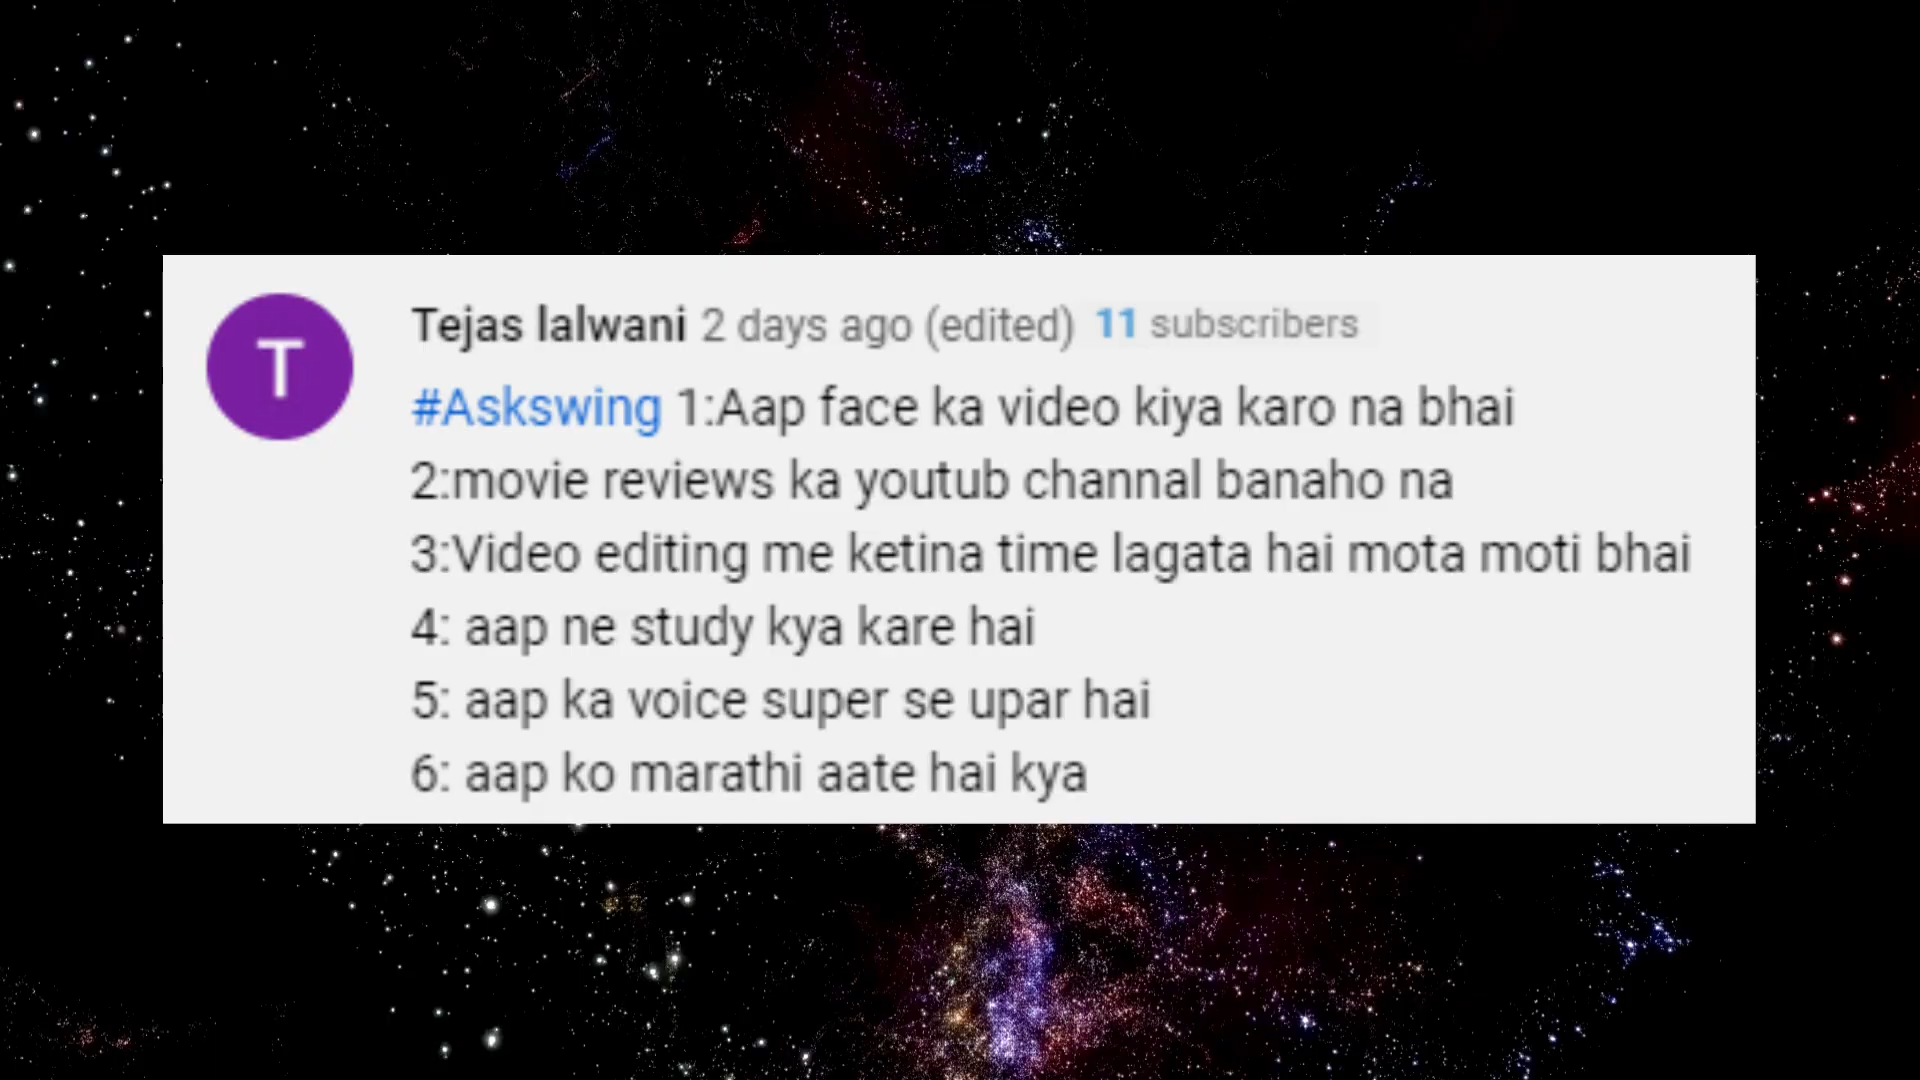 T
Tejas lalwani 2 days ago (edited) 11 subscribers
#Askswing 1:Aap face ka video kiya karo na bhai
2:movie reviews ka youtub channal banaho na
3:Video editing me ketina time lagata hai mota moti bhai
4: aap ne study kya kare hai
5: aap ka voice super se upar hai
6: aap ko marathi aate hai kya